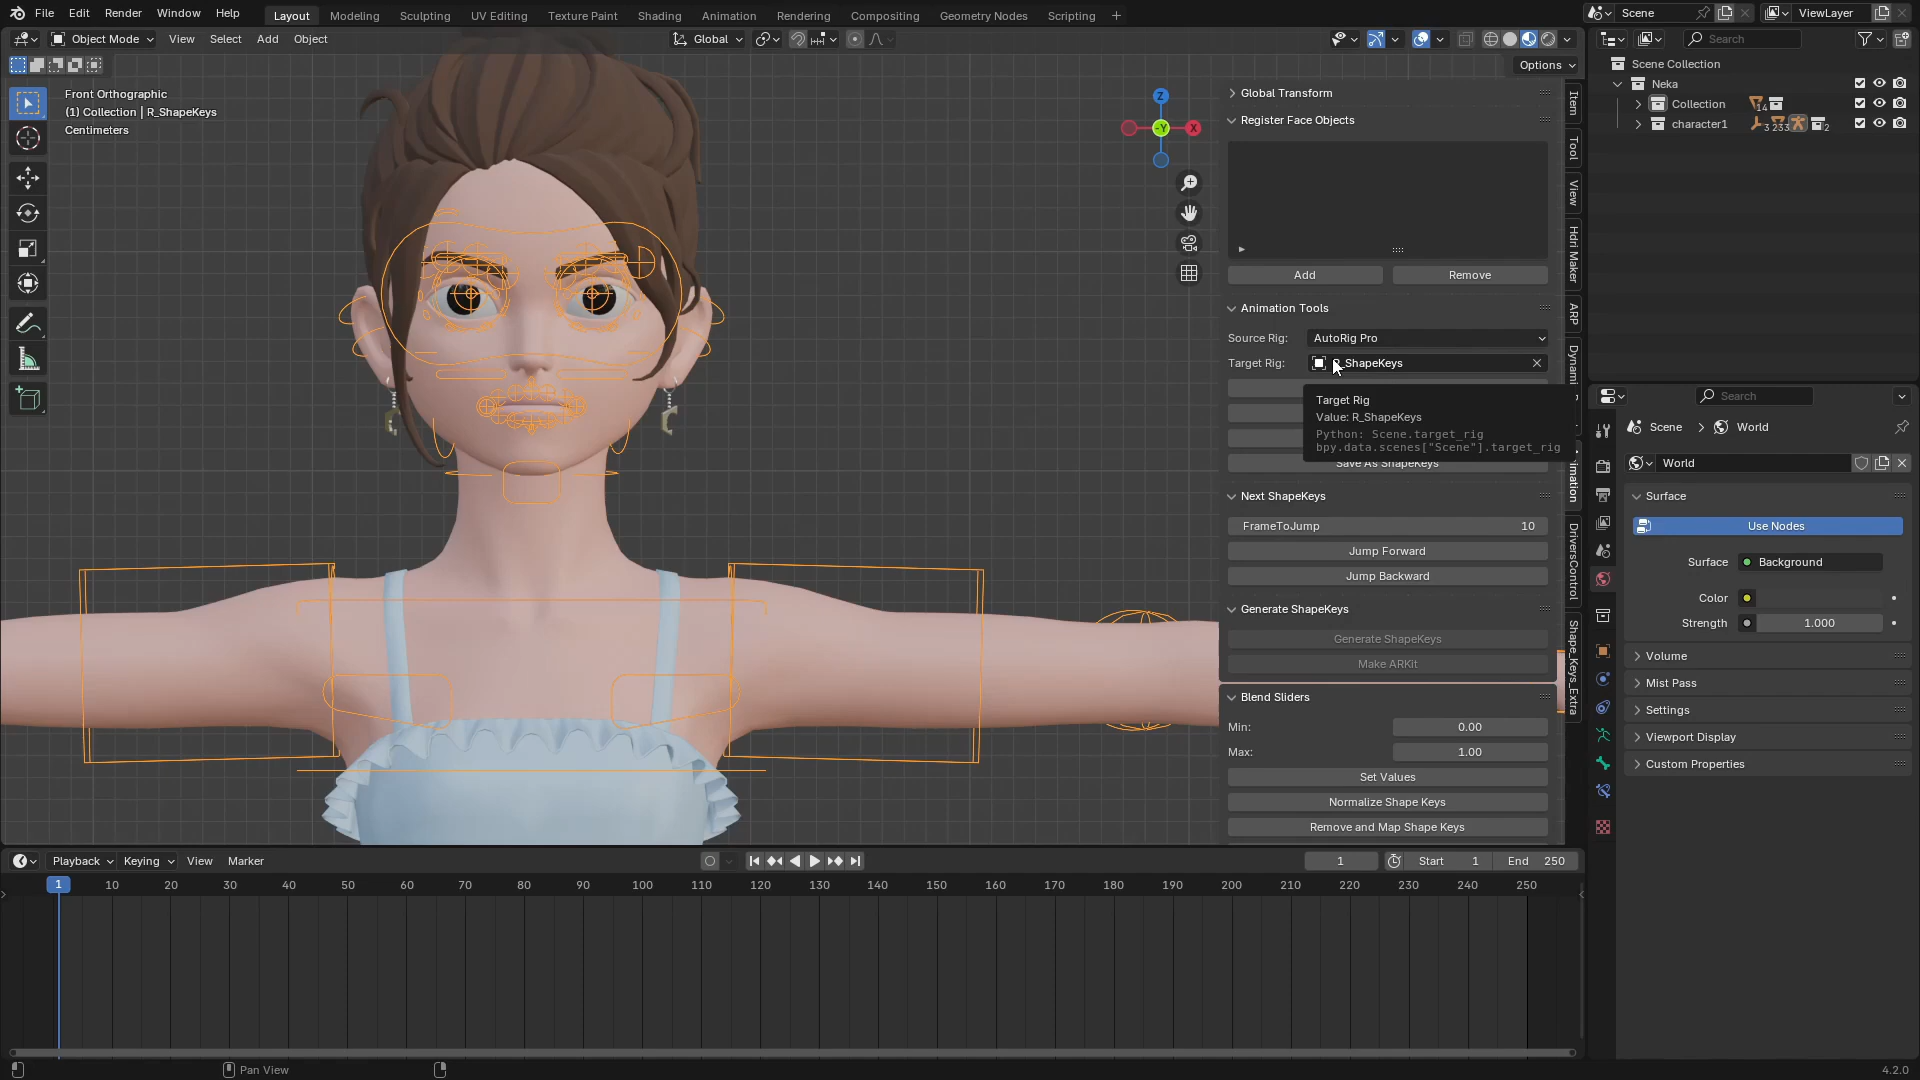 File Edit Render Window Help Layout Modeling Sculpting UV Editing Texture Paint Shading Animation Rendering Compositing Geometry Nodes Scripting + Scene ViewLayer
Object Mode View Select Add Object Global Search
Options
Front Orthographic
(1) Collection | R_ShapeKeys
Centimeters
Z
-Y
X
Global Transform
Register Face Objects
Add Remove
Animation Tools
Source Rig: AutoRig Pro
Target Rig: R_ShapeKeys
Target Rig
Value: R_ShapeKeys
Python: Scene.target_rig
bpy.data.scenes["Scene"].target_rig
Save As ShapeKeys
Next ShapeKeys
FrameToJump 10
Jump Forward
Jump Backward
Generate ShapeKeys
Generate ShapeKeys
Make ARKit
Blend Sliders
Min: 0.00
Max: 1.00
Set Values
Normalize Shape Keys
Remove and Map Shape Keys
Item
Tool
View
Hdri Maker
ARP
DriversControl
Shape_Keys_Extra
Scene Collection
Neka
Collection 14
character1 3 233 2
Search
Scene > World
World
Surface
Use Nodes
Surface Background
Color
Strength 1.000
Volume
Mist Pass
Settings
Viewport Display
Custom Properties
Playback Keying View Marker 1 Start 1 End 250
1 10 20 30 40 50 60 70 80 90 100 110 120 130 140 150 160 170 180 190 200 210 220 230 240 250
Pan View 4.2.0